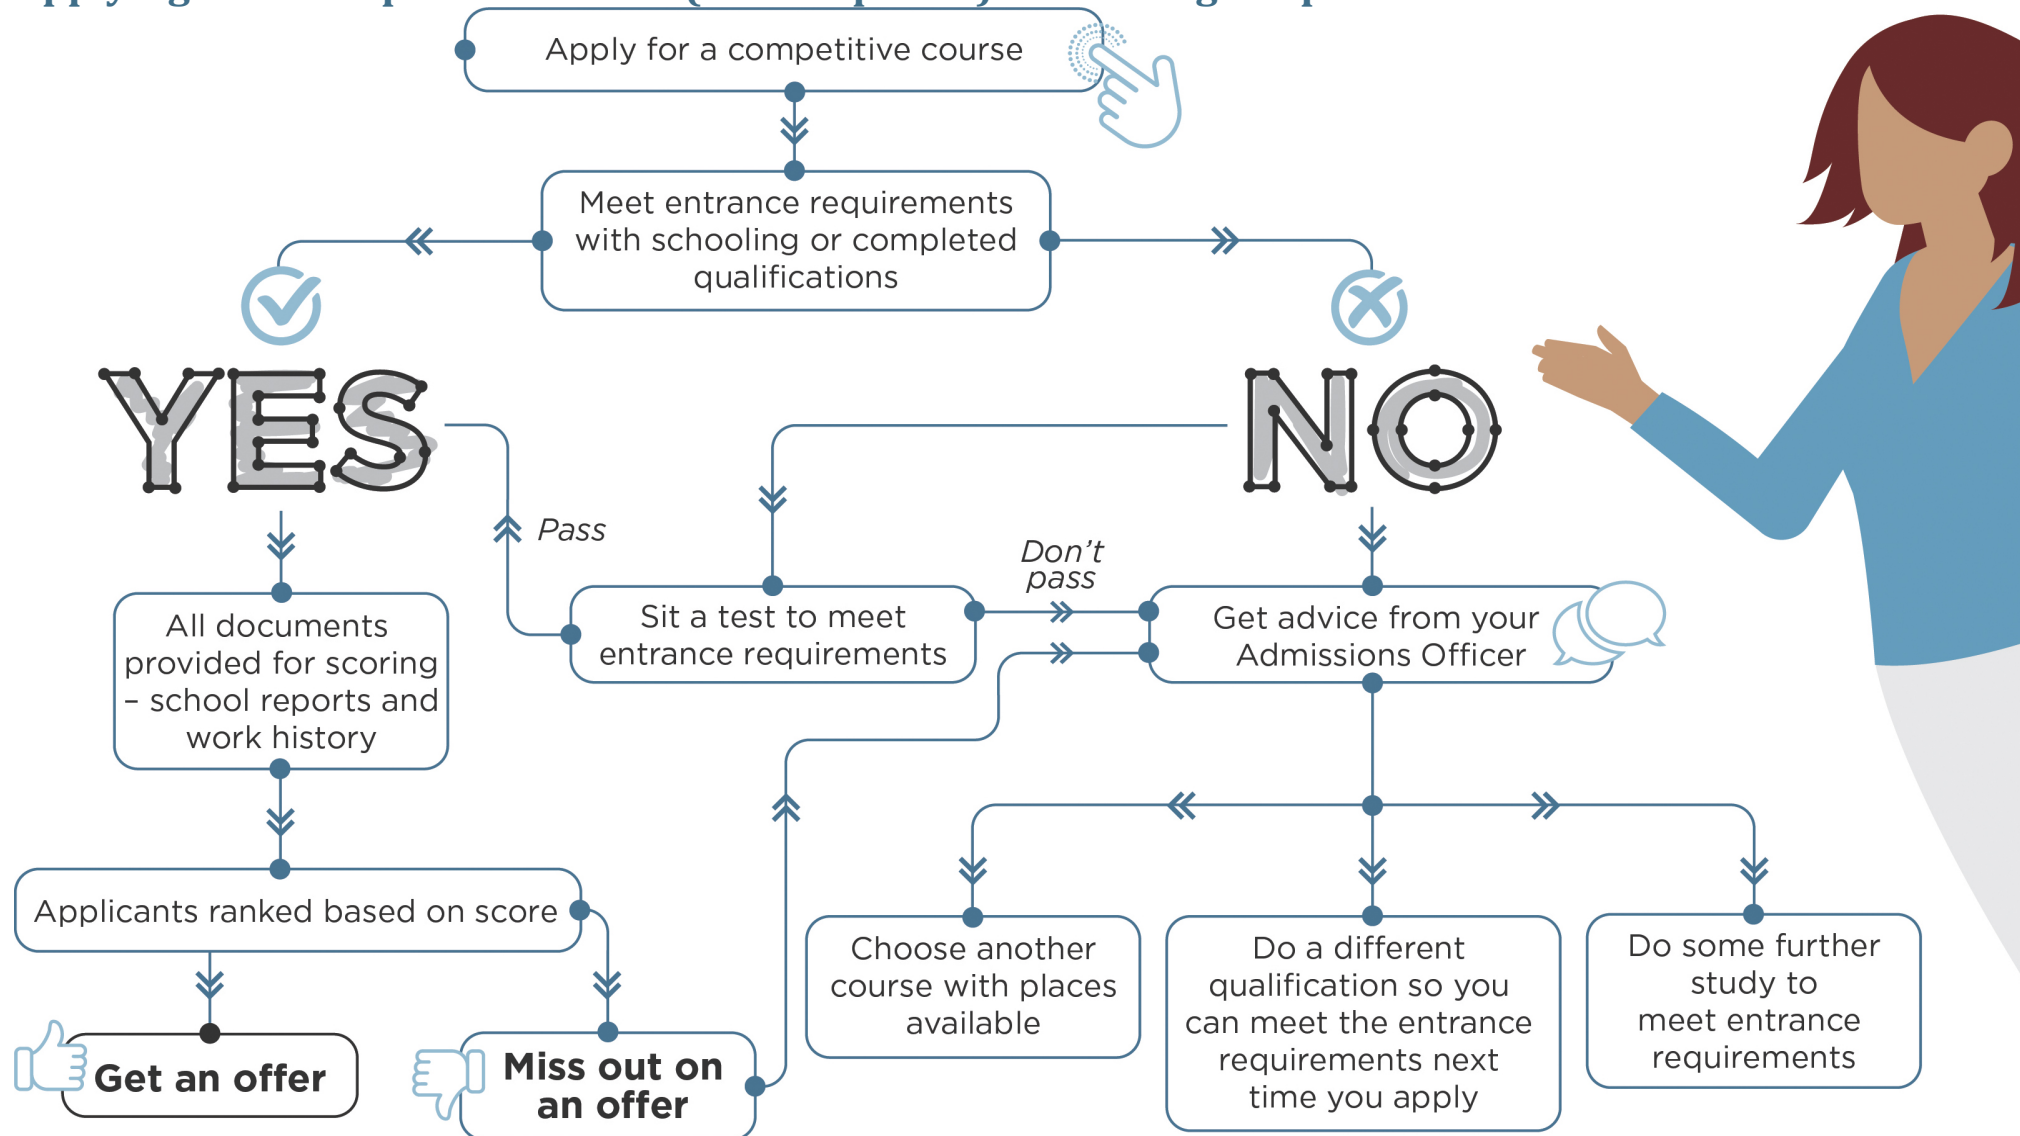 Apply for a competitive course
Meet entrance requirements
with schooling or completed
qualifications
YES
NO
Pass
Don't
pass
Sit a test to meet
entrance requirements
Get advice from your
Admissions Officer
All documents
provided for scoring
– school reports and
work history
Applicants ranked based on score
Get an offer
Miss out on
an offer
Choose another
course with places
available
Do a different
qualification so you
can meet the entrance
requirements next
time you apply
Do some further
study to
meet entrance
requirements